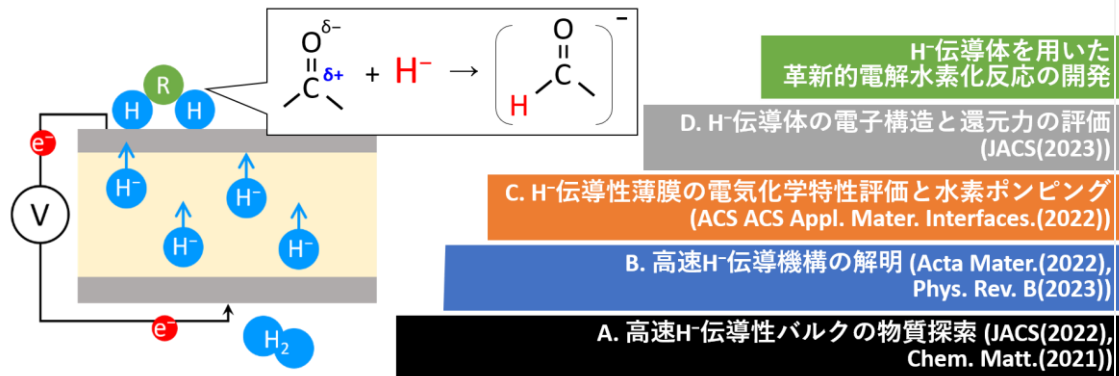 R
H
H
e⁻
H⁻
H⁻
H⁻
H⁻
V
e⁻
H₂
O δ−
C δ+
+ H⁻ →
O
H
C
−
H⁻伝導体を用いた
革新的電解水素化反応の開発
D. H⁻伝導体の電子構造と還元力の評価
(JACS(2023))
C. H⁻伝導性薄膜の電気化学特性評価と水素ポンピング
(ACS ACS Appl. Mater. Interfaces.(2022))
B. 高速H⁻伝導機構の解明 (Acta Mater.(2022),
Phys. Rev. B(2023))
A. 高速H⁻伝導性バルクの物質探索 (JACS(2022),
Chem. Matt.(2021))